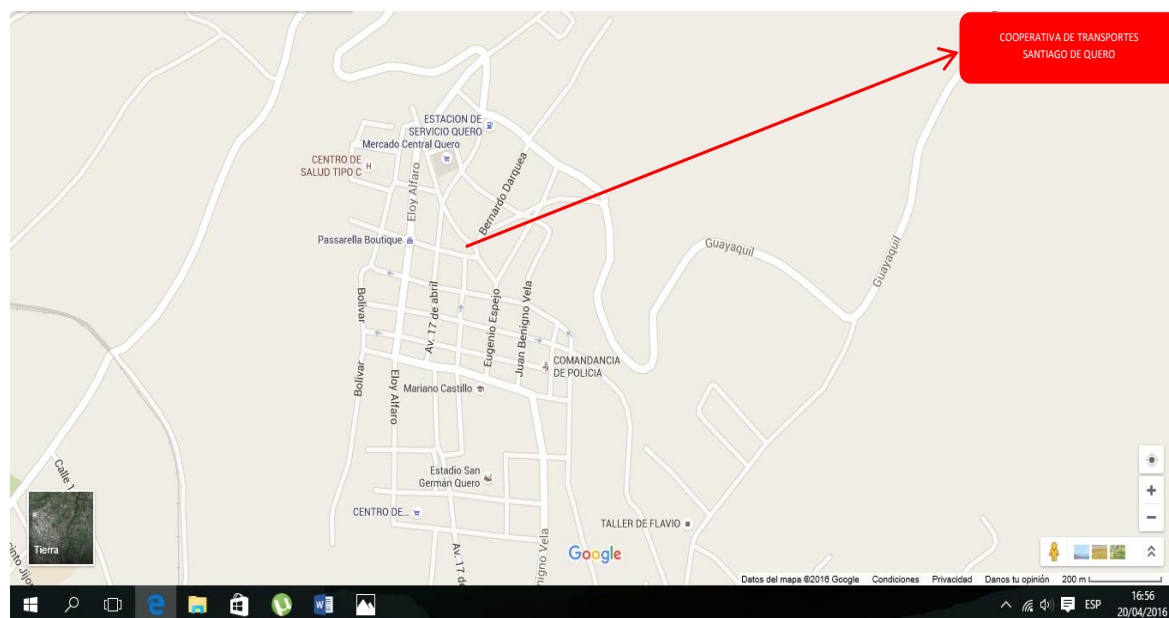 COOPERATIVA DE TRANSPORTES
SANTIAGO DE QUERO
ESTACION DE
SERVICIO QUERO
Mercado Central Quero
CENTRO DE
SALUD TIPO C
H
Eloy Alfaro
Bernardo Darquea
Passarella Boutique
Guayaquil
Guayaquil
Bolívar
Av. 17 de abril
Eugenio Espejo
Juan Benigno Vela
COMANDANCIA
DE POLICIA
Bolívar
Eloy Alfaro
Mariano Castillo
Calle 1
Estadio San
Germán Quero
CENTRO DE...
TALLER DE FLAVIO
Tierra
Av. 17 de
nigno Vela
into Jijo
Google
Datos del mapa ©2016 Google
Condiciones
Privacidad
Danos tu opinión
200 m
ESP
16:56
20/04/2016